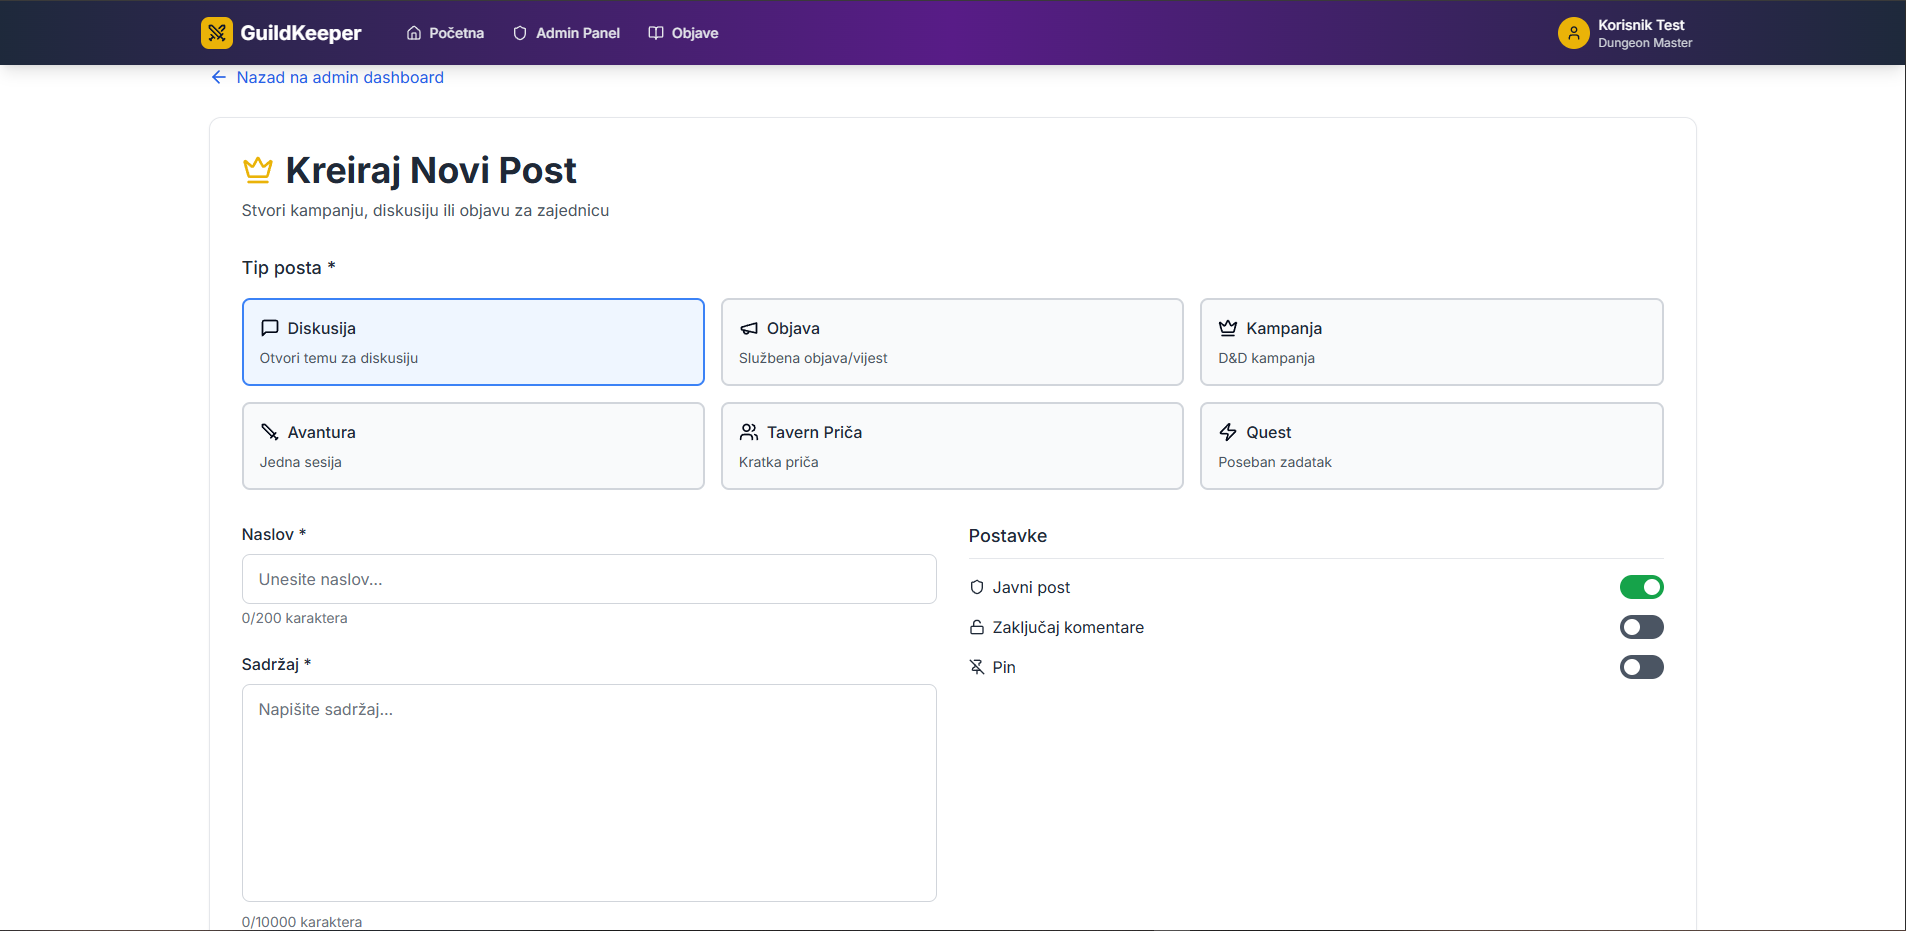 GuildKeeper
Početna
Admin Panel
Objave
Korisnik Test
Dungeon Master
Nazad na admin dashboard
Kreiraj Novi Post
Stvori kampanju, diskusiju ili objavu za zajednicu
Tip posta *
Diskusija
Otvori temu za diskusiju
Objava
Službena objava/vijest
Kampanja
D&D kampanja
Avantura
Jedna sesija
Tavern Priča
Kratka priča
Quest
Poseban zadatak
Naslov *
Unesite naslov...
0/200 karaktera
Sadržaj *
Napišite sadržaj...
0/10000 karaktera
Postavke
Javni post
Zaključaj komentare
Pin